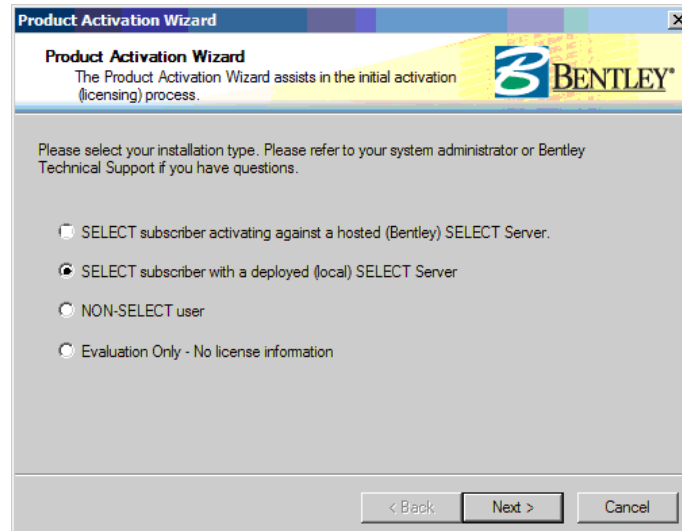 Product Activation Wizard
Product Activation Wizard
The Product Activation Wizard assists in the initial activation
(licensing) process.
BENTLEY
Please select your installation type. Please refer to your system administrator or Bentley
Technical Support if you have questions.
SELECT subscriber activating against a hosted (Bentley) SELECT Server.
SELECT subscriber with a deployed (local) SELECT Server
NON-SELECT user
Evaluation Only - No license information
< Back
Next >
Cancel